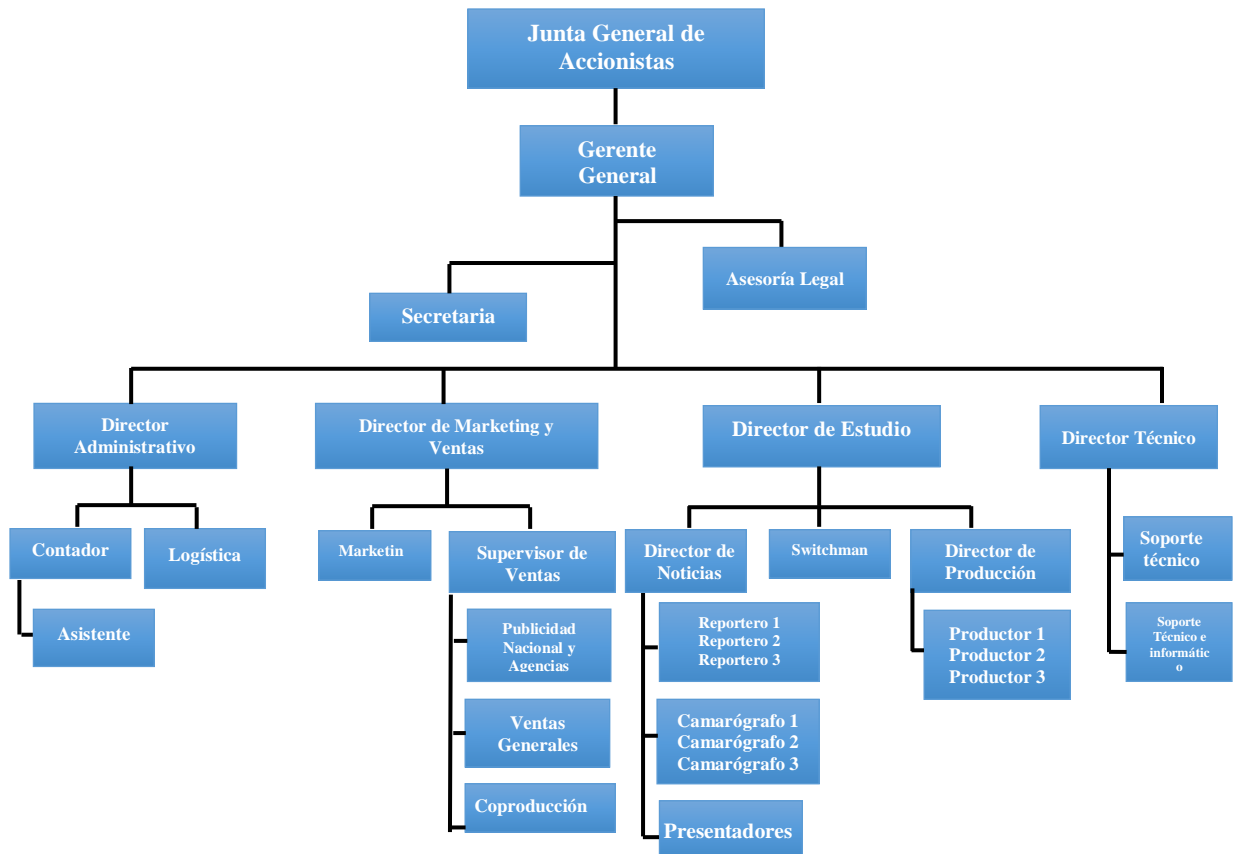 Junta General de
Accionistas
Gerente
General
Asesoría Legal
Secretaria
Director
Administrativo
Director de Marketing y
Ventas
Director de Estudio
Director Técnico
Contador
Logística
Asistente
Marketin
Supervisor de
Ventas
Publicidad
Nacional y
Agencias
Ventas
Generales
Coproducción
Director de
Noticias
Reportero 1
Reportero 2
Reportero 3
Camarógrafo 1
Camarógrafo 2
Camarógrafo 3
Presentadores
Switchman
Director de
Producción
Productor 1
Productor 2
Productor 3
Soporte
técnico
Soporte
Técnico e
informátic
o